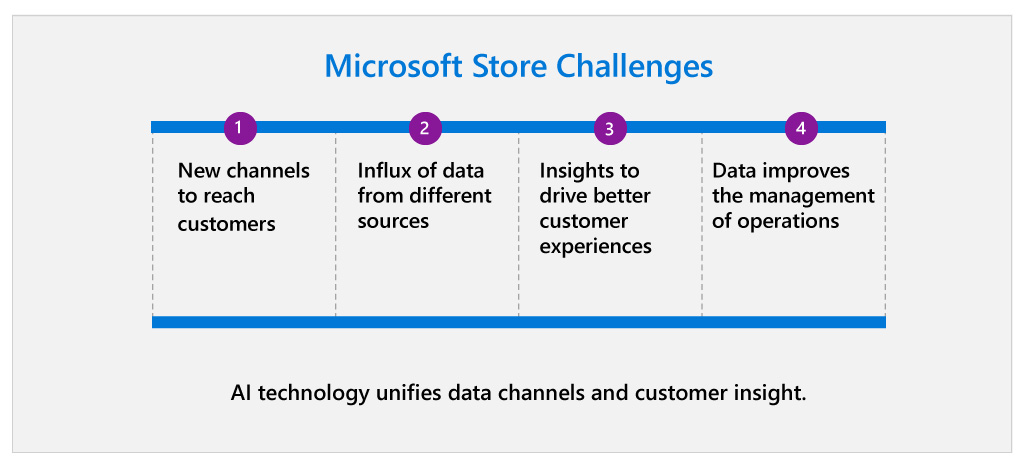 Microsoft Store Challenges
1
New channels
to reach
customers
2
Influx of data
from different
sources
3
Insights to
drive better
customer
experiences
4
Data improves
the management
of operations
AI technology unifies data channels and customer insight.